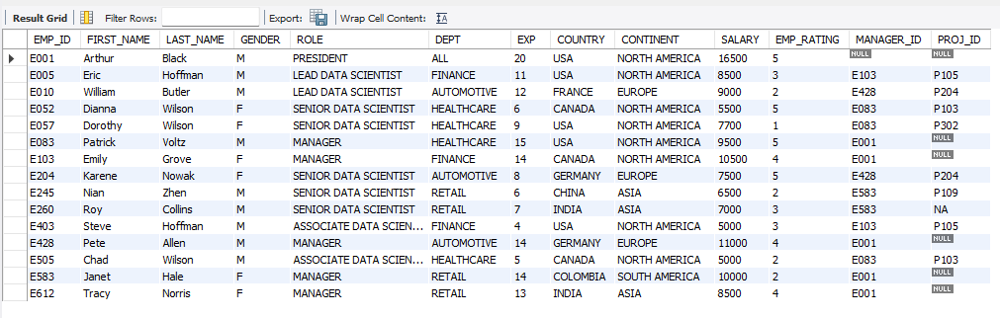 Result Grid Filter Rows: Export: Wrap Cell Content: IA
EMP_ID FIRST_NAME LAST_NAME GENDER ROLE DEPT EXP COUNTRY CONTINENT SALARY EMP_RATING MANAGER_ID PROJ_ID
E001 Arthur Black M PRESIDENT ALL 20 USA NORTH AMERICA 16500 5 NULL NULL
E005 Eric Hoffman M LEAD DATA SCIENTIST FINANCE 11 USA NORTH AMERICA 8500 3 E103 P105
E010 William Butler M LEAD DATA SCIENTIST AUTOMOTIVE 12 FRANCE EUROPE 9000 2 E428 P204
E052 Dianna Wilson F SENIOR DATA SCIENTIST HEALTHCARE 6 CANADA NORTH AMERICA 5500 5 E083 P103
E057 Dorothy Wilson F SENIOR DATA SCIENTIST HEALTHCARE 9 USA NORTH AMERICA 7700 1 E083 P302
E083 Patrick Voltz M MANAGER HEALTHCARE 15 USA NORTH AMERICA 9500 5 E001 NULL
E103 Emily Grove F MANAGER FINANCE 14 CANADA NORTH AMERICA 10500 4 E001 NULL
E204 Karene Nowak F SENIOR DATA SCIENTIST AUTOMOTIVE 8 GERMANY EUROPE 7500 5 E428 P204
E245 Nian Zhen M SENIOR DATA SCIENTIST RETAIL 6 CHINA ASIA 6500 2 E583 P109
E260 Roy Collins M SENIOR DATA SCIENTIST RETAIL 7 INDIA ASIA 7000 3 E583 NA
E403 Steve Hoffman M ASSOCIATE DATA SCIEN... FINANCE 4 USA NORTH AMERICA 5000 3 E103 P105
E428 Pete Allen M MANAGER AUTOMOTIVE 14 GERMANY EUROPE 11000 4 E001 NULL
E505 Chad Wilson M ASSOCIATE DATA SCIEN... HEALTHCARE 5 CANADA NORTH AMERICA 5000 2 E083 P103
E583 Janet Hale F MANAGER RETAIL 14 COLOMBIA SOUTH AMERICA 10000 2 E001 NULL
E612 Tracy Norris F MANAGER RETAIL 13 INDIA ASIA 8500 4 E001 NULL